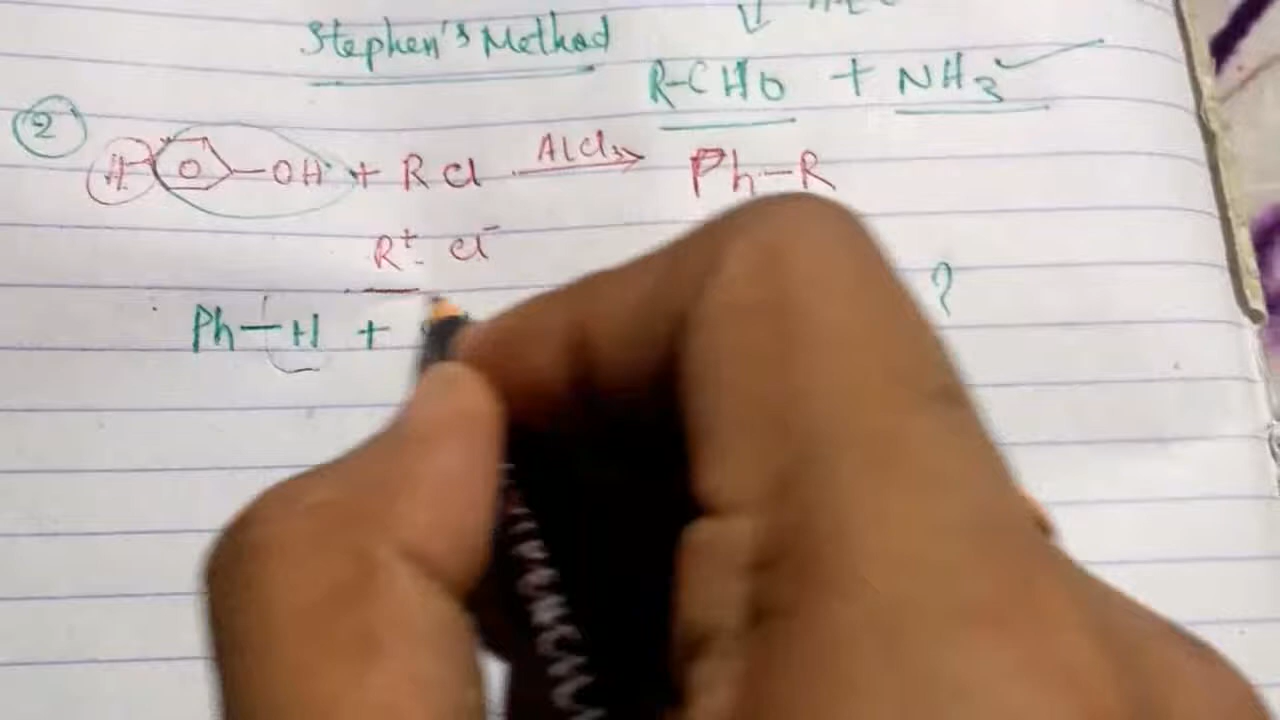 Stephen's Method
R-CHO + NH3
2
H-OH + RCl AlCl3 Ph-R
R+ Cl-
?
Ph-H +